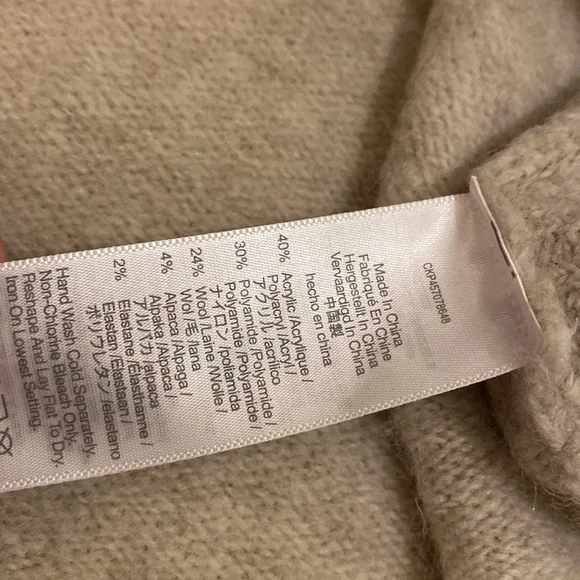 CKP457078648
Made In China
Fabriqué En Chine
Hergestellt In China
Vervaardigd In China
中国製
hecho en china
40% Acrylic / Acrylique /
Polyacryl / Acryl /
アクリル / acrílico
30% Polyamide / Polyamide /
Polyamide / Polyamide /
ナイロン / poliamida
24% Wool / Laine / Wolle /
Wol / 毛 / lana
4% Alpaca / Alpaga /
Alpaka / Alpaca /
アルパカ / alpaca
2% Elastane / Elasthanne /
Elastan / Elastaan /
ポリウレタン / elastano
Hand Wash Cold Separately.
Non-Chlorine Bleach Only.
Reshape And Lay Flat To Dry.
Iron On Lowest Setting.